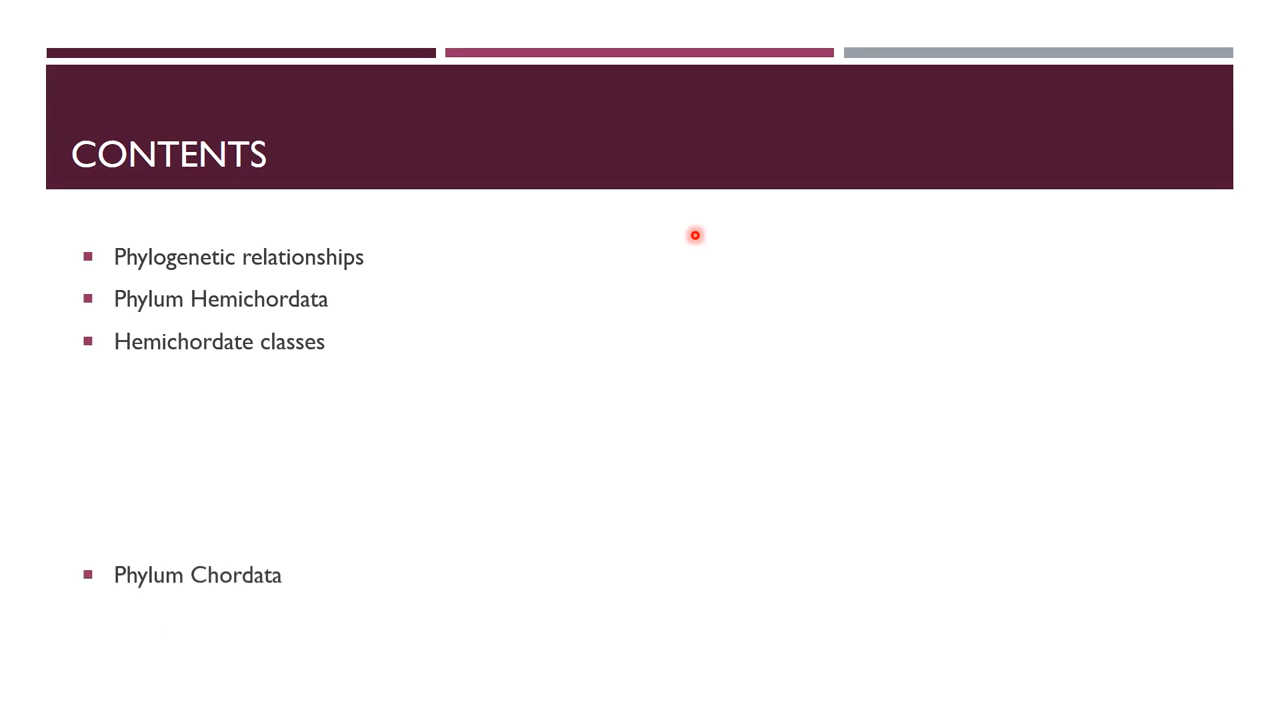 CONTENTS
Phylogenetic relationships
Phylum Hemichordata
Hemichordate classes
Phylum Chordata